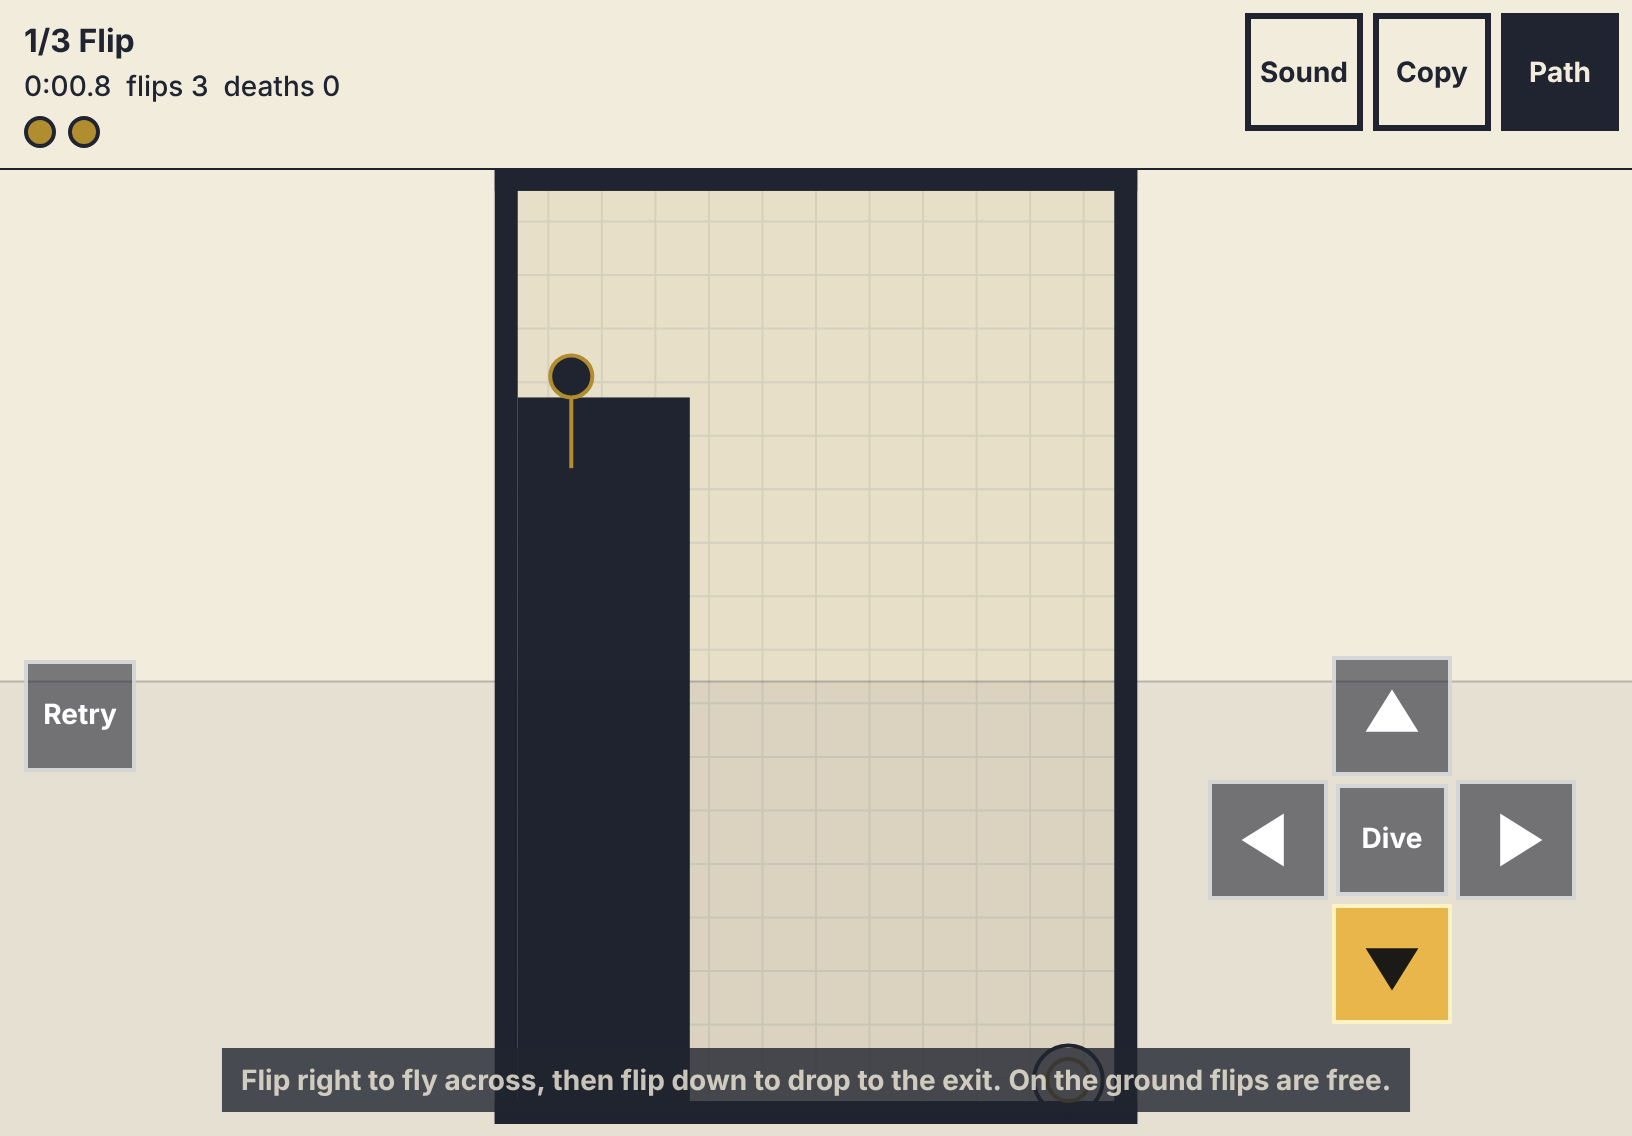 1/3 Flip
0:00.8 flips 3 deaths 0
Sound
Copy
Path
Retry
Dive
Flip right to fly across, then flip down to drop to the exit. On the ground flips are free.